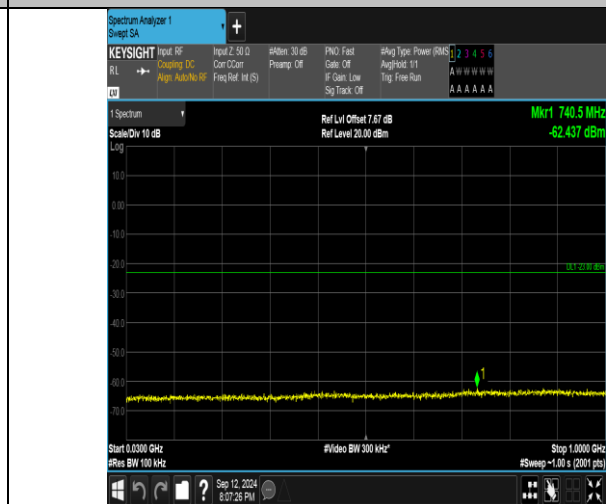 Spectrum Analyzer 1
Swept SA
+
KEYSIGHT Input: RF Input Z: 50 Ω #Atten: 30 dB PNO: Fast #Avg Type: Power (RMS 1 2 3 4 5 6
RL Coupling: DC Corr CCorr Preamp: Off Gate: Off Avg|Hold: 1/1 A W W W W W
Align: Auto/No RF Freq Ref: Int (S) IF Gain: Low Trig: Free Run
LXI Sig Track: Off A A A A A A
1 Spectrum
Scale/Div 10 dB
Ref Lvl Offset 7.67 dB
Ref Level 20.00 dBm
Mkr1 740.5 MHz
-62.437 dBm
Log
10.0
0.00
-10.0
-20.0
DL1 -23.00 dBm
-30.0
-40.0
-50.0
-60.0
1
-70.0
Start 0.0300 GHz #Video BW 300 kHz* Stop 1.0000 GHz
#Res BW 100 kHz #Sweep ~1.00 s (2001 pts)
? Sep 12, 2024
8:07:26 PM